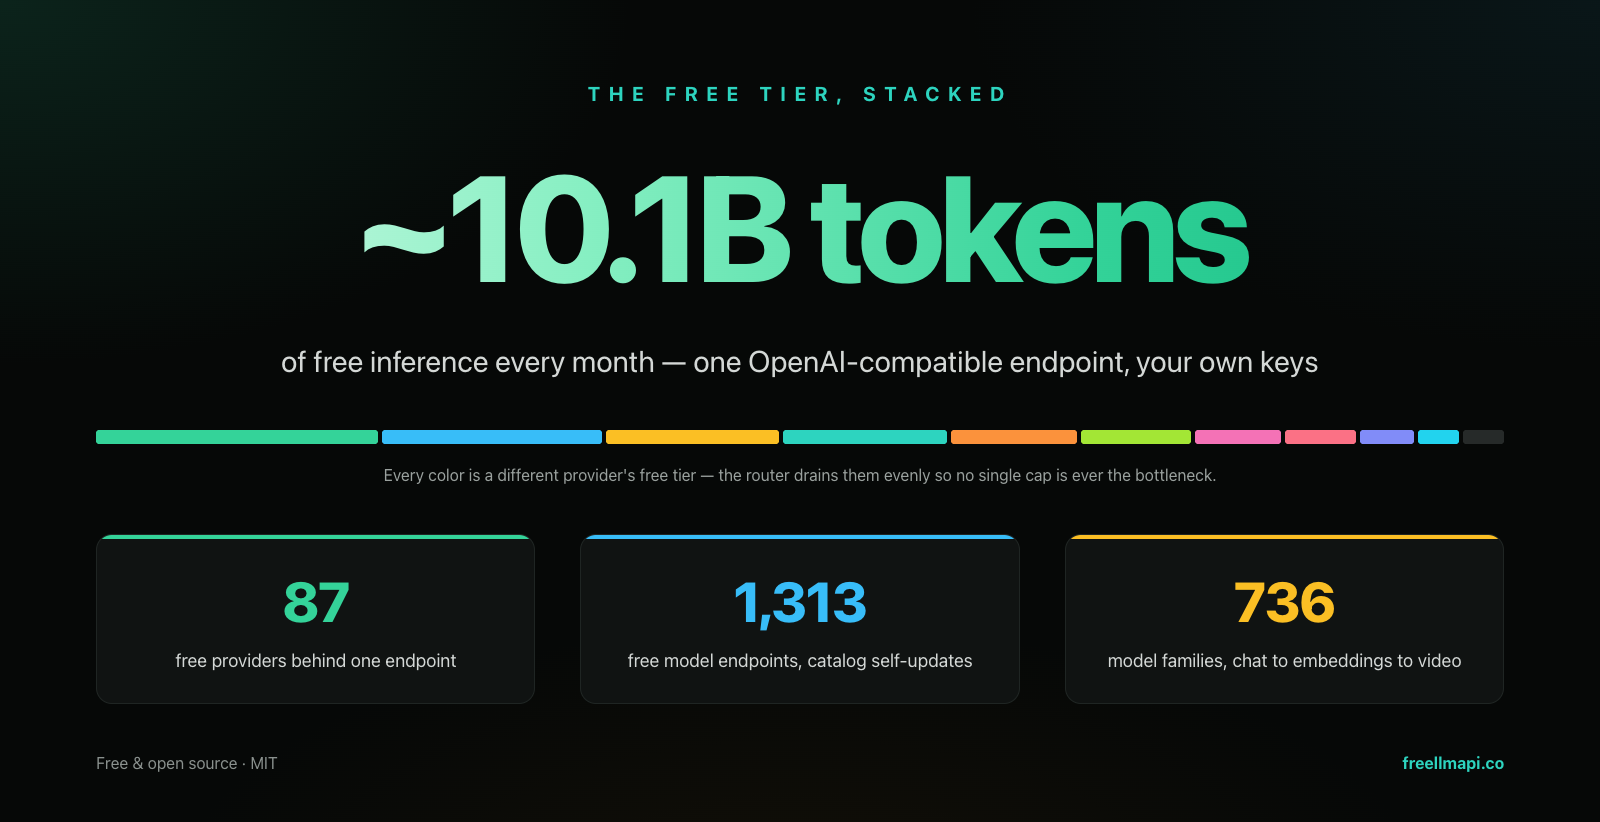 THE FREE TIER, STACKED
~10.1B tokens
of free inference every month — one OpenAI-compatible endpoint, your own keys
Every color is a different provider's free tier — the router drains them evenly so no single cap is ever the bottleneck.
87
free providers behind one endpoint
1,313
free model endpoints, catalog self-updates
736
model families, chat to embeddings to video
Free & open source · MIT
freellmapi.co